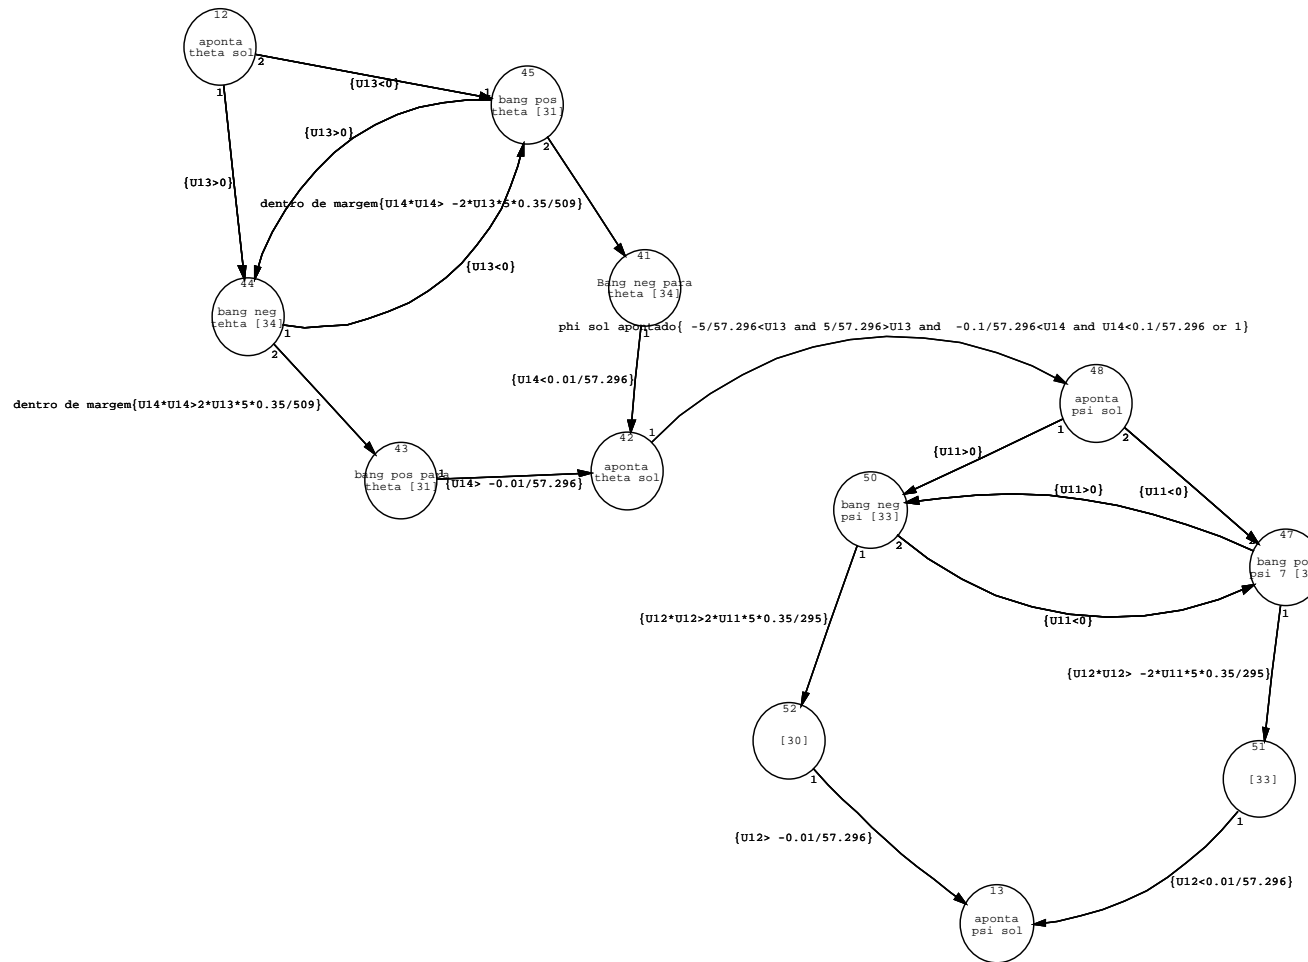 12
aponta
theta sol
1
2
{U13<0}
45
bang pos
theta [31]
1
2
{U13>0}
{U13>0}
dentro de margem{U14*U14> -2*U13*5*0.35/509}
{U13<0}
41
Bang neg para
theta [34]
1
44
bang neg
tehta [34]
1
2
phi sol apontado{ -5/57.296<U13 and 5/57.296>U13 and  -0.1/57.296<U14 and U14<0.1/57.296 or 1}
{U14<0.01/57.296}
dentro de margem{U14*U14>2*U13*5*0.35/509}
43
bang pos para
theta [31]
1
{U14> -0.01/57.296}
42
aponta
theta sol
1
48
aponta
psi sol
1
2
{U11>0}
{U11<0}
{U11>0}
50
bang neg
psi [33]
1
2
47
bang po
psi 7 [3
1
{U11<0}
{U12*U12>2*U11*5*0.35/295}
{U12*U12> -2*U11*5*0.35/295}
52
[30]
1
51
[33]
1
{U12> -0.01/57.296}
{U12<0.01/57.296}
13
aponta
psi sol